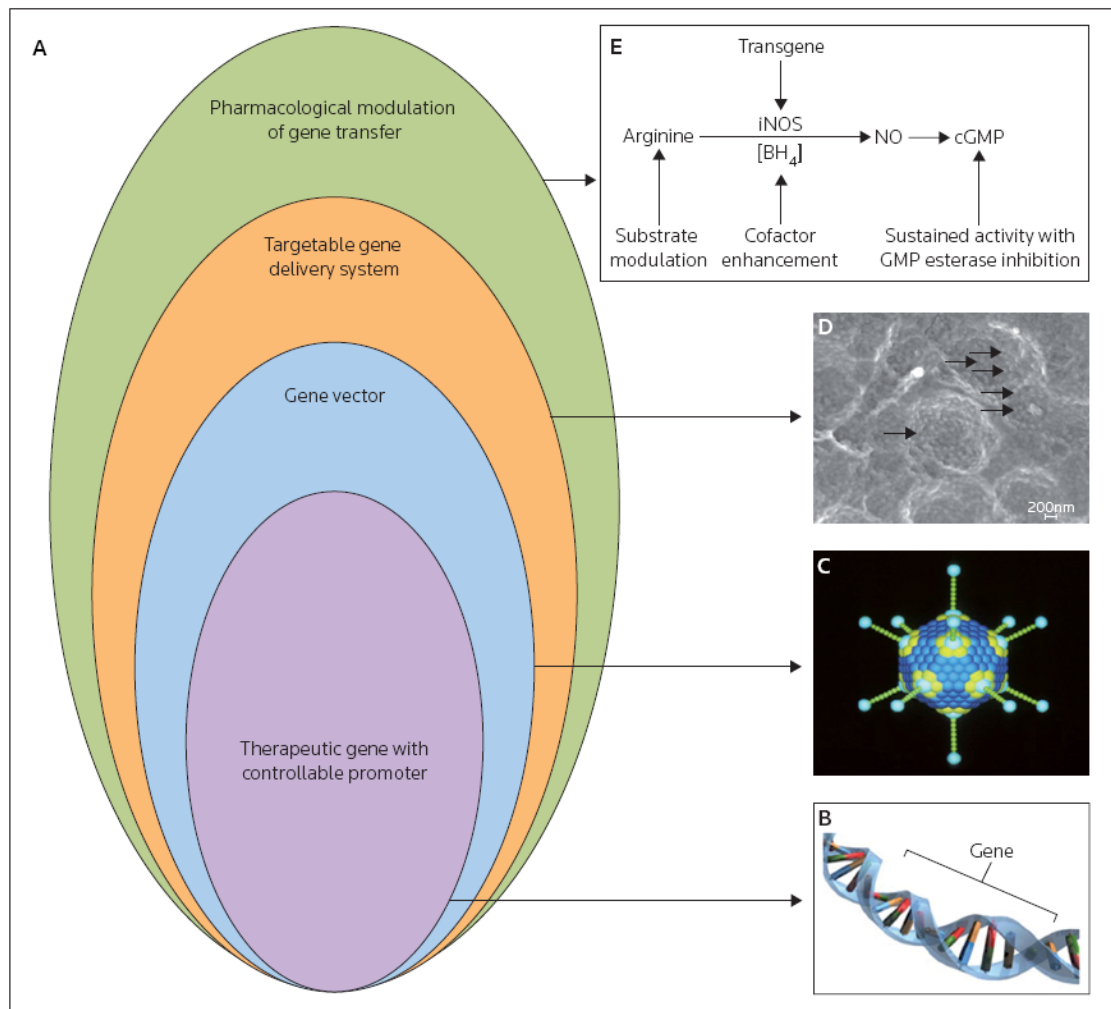 A
Pharmacological modulation
of gene transfer
Targetable gene
delivery system
Gene vector
Therapeutic gene with
controllable promoter
E
Transgene
Arginine
iNOS
[BH₄]
NO
cGMP
Substrate
modulation
Cofactor
enhancement
Sustained activity with
GMP esterase inhibition
D
200nm
C
B
Gene